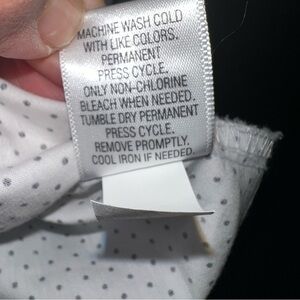 MACHINE WASH COLD
WITH LIKE COLORS.
PERMANENT
PRESS CYCLE.
ONLY NON-CHLORINE
BLEACH WHEN NEEDED.
TUMBLE DRY PERMANENT
PRESS CYCLE.
REMOVE PROMPTLY.
COOL IRON IF NEEDED.